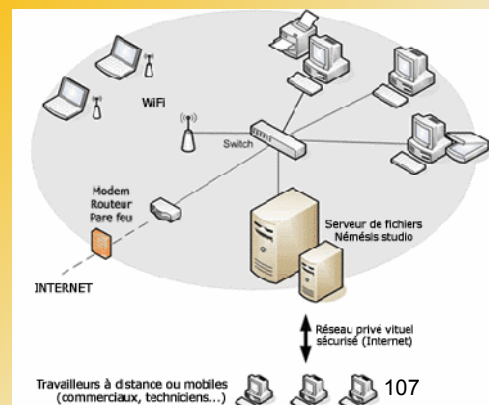 WiFi
Switch
Modem
Routeur
Pare feu
INTERNET
Serveur de fichiers
Némésis studio
Réseau privé vituel
sécurisé (Internet)
Travailleurs à distance ou mobiles
(commerciaux, techniciens...)
107